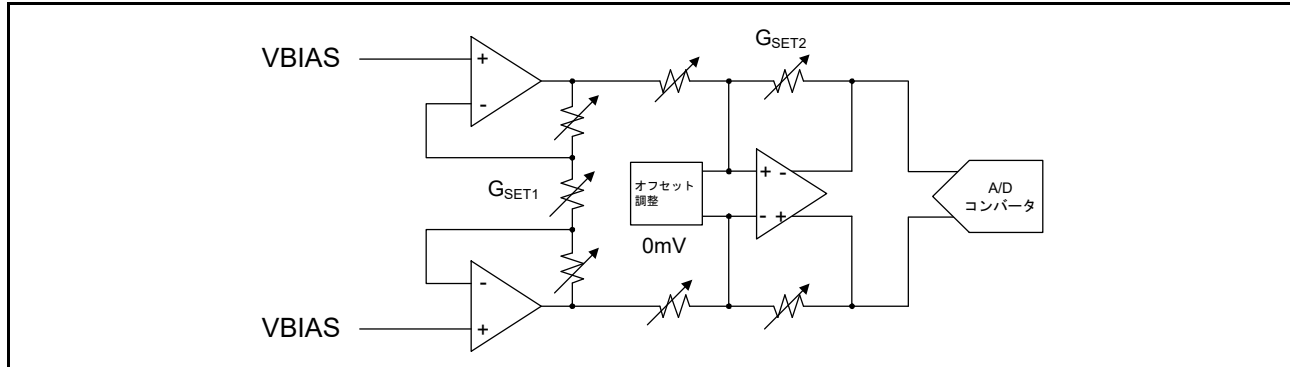 VBIAS
+
-
GSET1
-
+
VBIAS
GSET2
オフセット
調整
0mV
+ -
- +
A/D
コンバータ